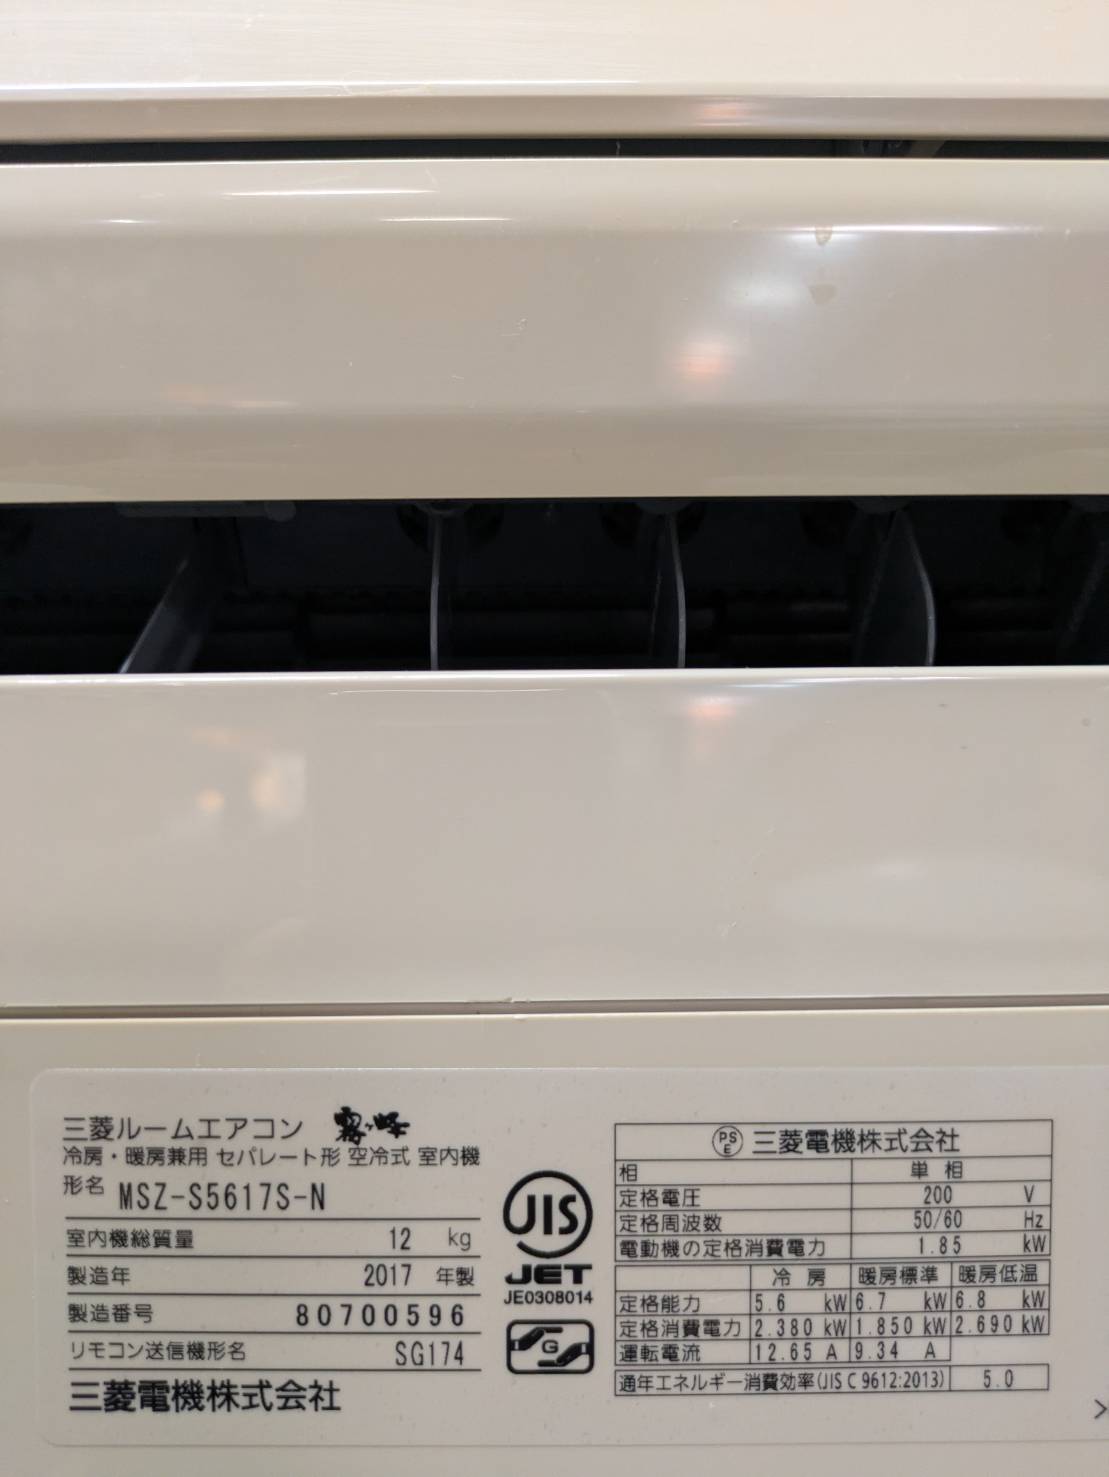 三菱ルームエアコン 霧ヶ峰
冷房・暖房兼用 セパレート形 空冷式 室内機
形名 MSZ-S5617S-N
室内機総質量 12 kg
製造年 2017 年製
製造番号 80700596
リモコン送信機形名 SG174
三菱電機株式会社
JIS
JET
JE0308014
G
PSE 三菱電機株式会社
相 単相
定格電圧 200 V
定格周波数 50/60 Hz
電動機の定格消費電力 1.85 kW
冷房 暖房標準 暖房低温
定格能力 5.6 kW 6.7 kW 6.8 kW
定格消費電力 2.380 kW 1.850 kW 2.690 kW
運転電流 12.65 A 9.34 A
通年エネルギー消費効率(JIS C 9612:2013) 5.0
>